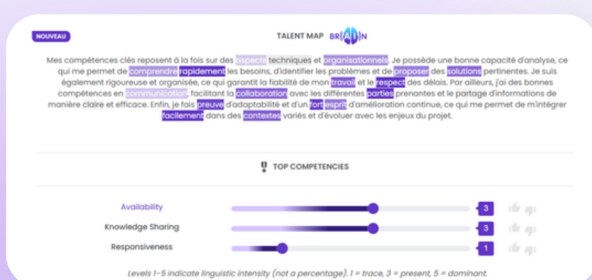 NOUVEAU
TALENT MAP BR{AI}N
Mes compétences clés reposent à la fois sur des aspects techniques et organisationnels. Je possède une bonne capacité d'analyse, ce
qui me permet de comprendre rapidement les besoins, d'identifier les problèmes et de proposer des solutions pertinentes. Je suis
également rigoureuse et organisée, ce qui garantit la fiabilité de mon travail et le respect des délais. Par ailleurs, j'ai des bonnes
compétences en communication, facilitant la collaboration avec les différentes parties prenantes et le partage d'informations de
manière claire et efficace. Enfin, je fais preuve d'adaptabilité et d'un fort esprit d'amélioration continue, ce qui me permet de m'intégrer
facilement dans des contextes variés et d'évoluer avec les enjeux du projet.
TOP COMPETENCIES
Availability 3
Knowledge Sharing 3
Responsiveness 1
Levels 1–5 indicate linguistic intensity (not a percentage). 1 = trace, 3 = present, 5 = dominant.